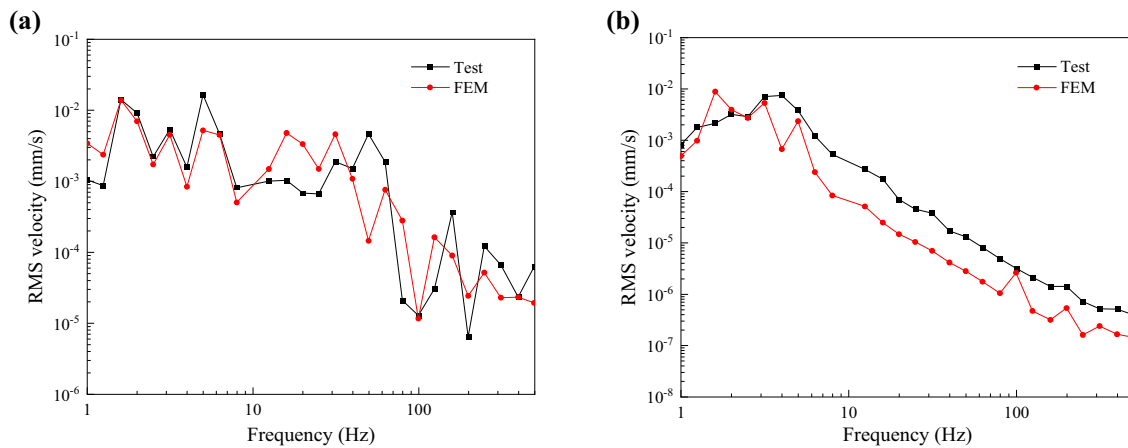 (a)
10⁻¹
10⁻²
10⁻³
10⁻⁴
10⁻⁵
10⁻⁶
RMS velocity (mm/s)
Test
FEM
1 10 100
Frequency (Hz)
(b)
10⁻¹
10⁻²
10⁻³
10⁻⁴
10⁻⁵
10⁻⁶
10⁻⁷
10⁻⁸
RMS velocity (mm/s)
Test
FEM
1 10 100
Frequency (Hz)